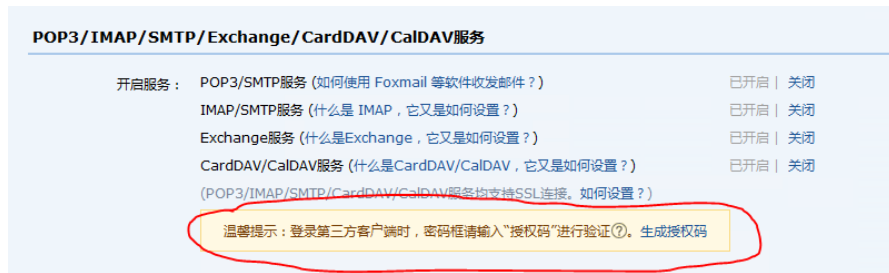 POP3/IMAP/SMTP/Exchange/CardDAV/CalDAV服务
开启服务： POP3/SMTP服务 (如何使用 Foxmail 等软件收发邮件？) 已开启 | 关闭
IMAP/SMTP服务 (什么是 IMAP，它又是如何设置？) 已开启 | 关闭
Exchange服务 (什么是Exchange，它又是如何设置？) 已开启 | 关闭
CardDAV/CalDAV服务 (什么是CardDAV/CalDAV，它又是如何设置？) 已开启 | 关闭
(POP3/IMAP/SMTP/CardDAV/CalDAV服务均支持SSL连接。如何设置？)
温馨提示：登录第三方客户端时，密码框请输入“授权码”进行验证?。生成授权码